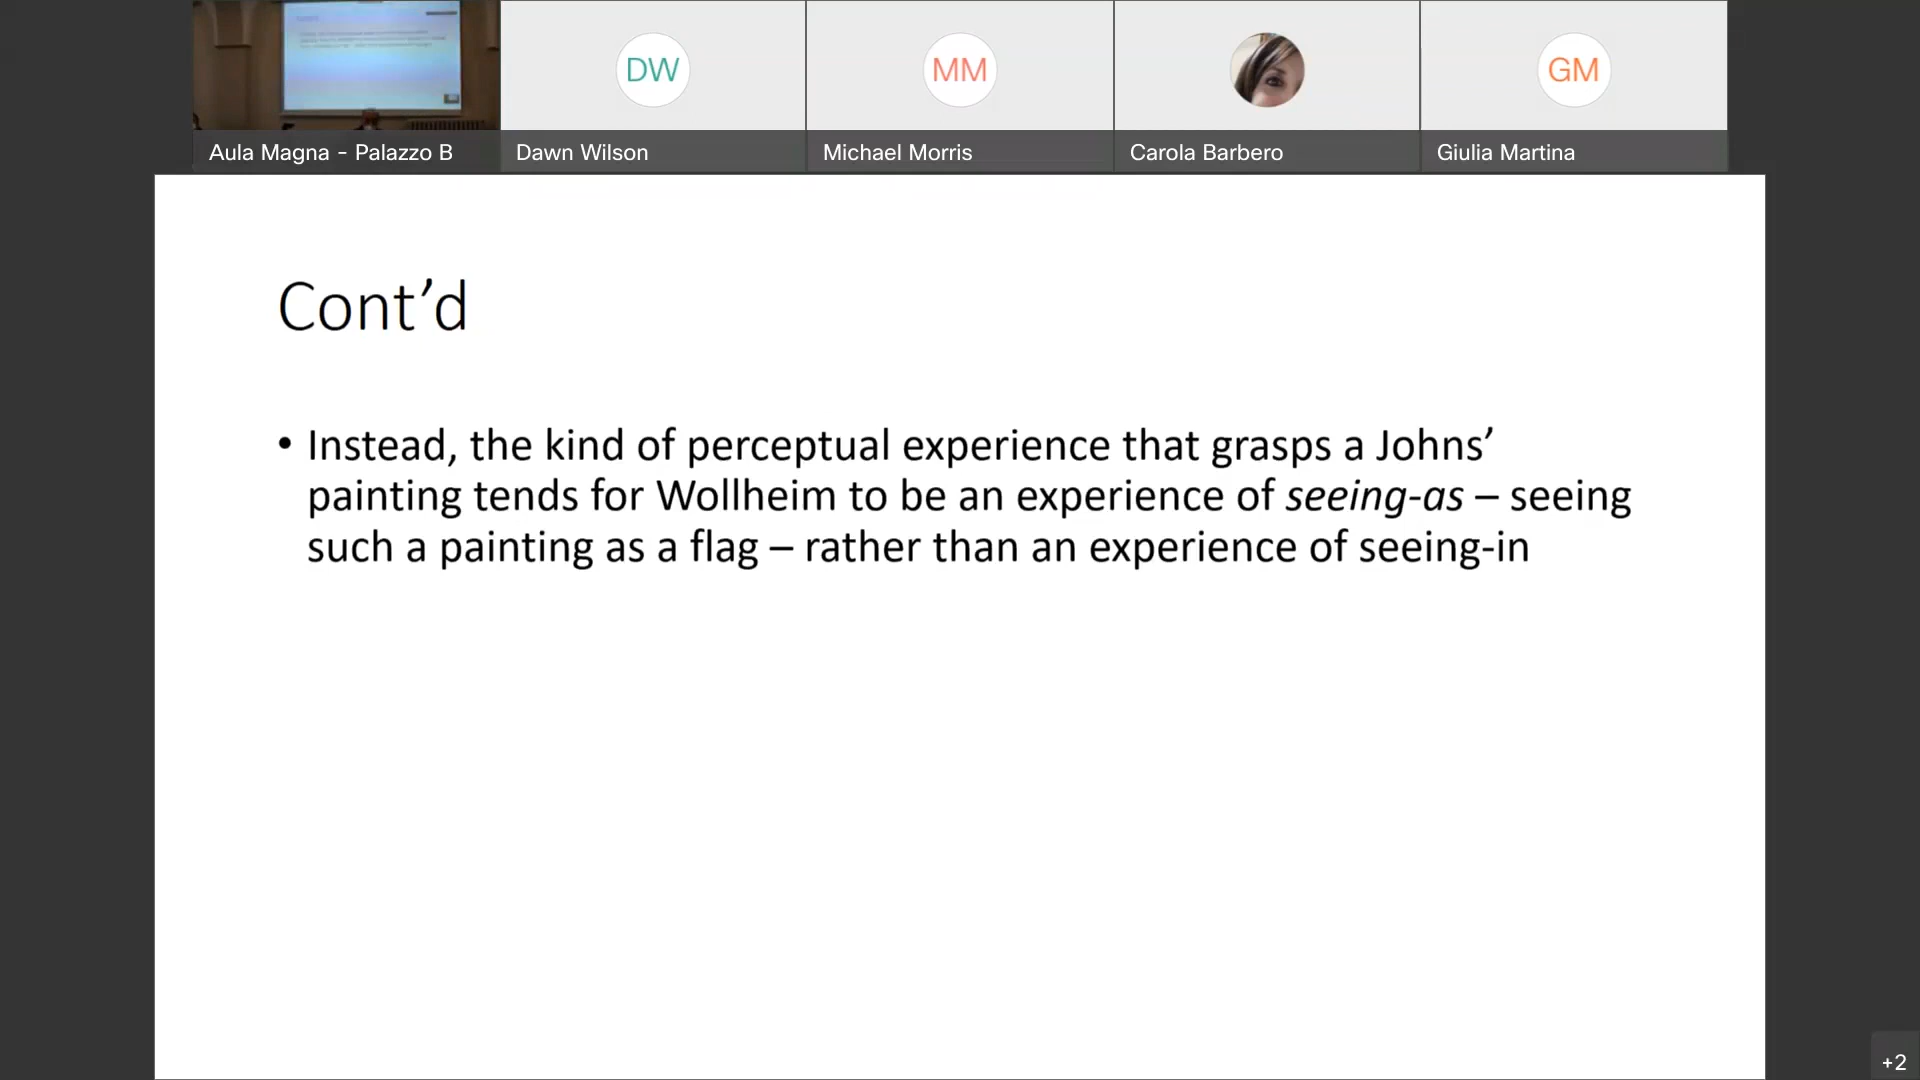 DW
MM
GM
Aula Magna - Palazzo B
Dawn Wilson
Michael Morris
Carola Barbero
Giulia Martina
Cont’d
• Instead, the kind of perceptual experience that grasps a Johns’
painting tends for Wollheim to be an experience of seeing-as – seeing
such a painting as a flag – rather than an experience of seeing-in
+2